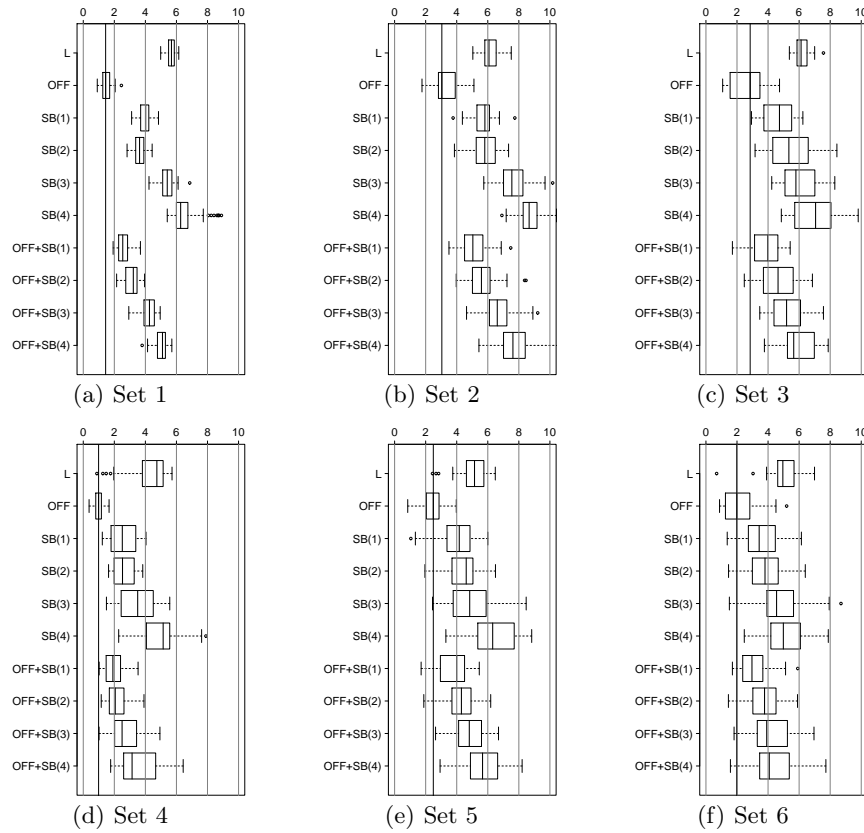 0 2 4 6 8 10
L
OFF
SB(1)
SB(2)
SB(3)
SB(4)
OFF+SB(1)
OFF+SB(2)
OFF+SB(3)
OFF+SB(4)
(a) Set 1
0 2 4 6 8 10
L
OFF
SB(1)
SB(2)
SB(3)
SB(4)
OFF+SB(1)
OFF+SB(2)
OFF+SB(3)
OFF+SB(4)
(b) Set 2
0 2 4 6 8 10
L
OFF
SB(1)
SB(2)
SB(3)
SB(4)
OFF+SB(1)
OFF+SB(2)
OFF+SB(3)
OFF+SB(4)
(c) Set 3
0 2 4 6 8 10
L
OFF
SB(1)
SB(2)
SB(3)
SB(4)
OFF+SB(1)
OFF+SB(2)
OFF+SB(3)
OFF+SB(4)
(d) Set 4
0 2 4 6 8 10
L
OFF
SB(1)
SB(2)
SB(3)
SB(4)
OFF+SB(1)
OFF+SB(2)
OFF+SB(3)
OFF+SB(4)
(e) Set 5
0 2 4 6 8 10
L
OFF
SB(1)
SB(2)
SB(3)
SB(4)
OFF+SB(1)
OFF+SB(2)
OFF+SB(3)
OFF+SB(4)
(f) Set 6